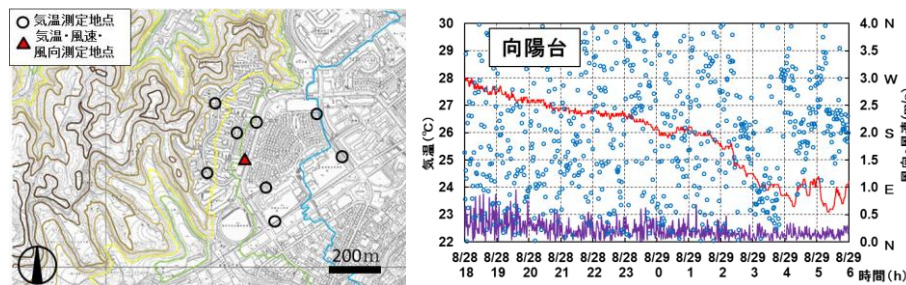 気温測定地点
気温・風速・
風向測定地点
200m
向陽台
気温(℃)
30
29
28
27
26
25
24
23
22
4.0 N
3.5
3.0 W
2.5
2.0 S
1.5
1.0 E
0.5
0.0 N
8/28 8/28 8/28 8/28 8/28 8/28 8/29 8/29 8/29 8/29 8/29 8/29 8/29
18 19 20 21 22 23 0 1 2 3 4 5 6
時間(h)